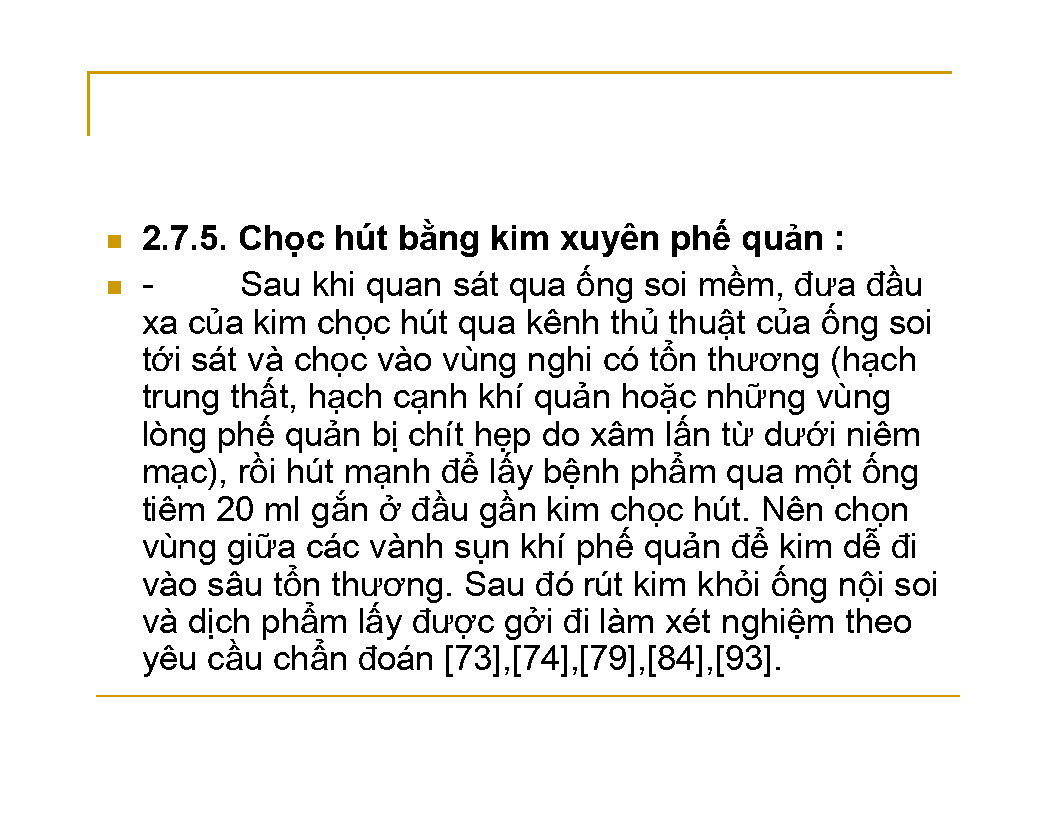 2.7.5. Chọc hút bằng kim xuyên phế quản :
- Sau khi quan sát qua ống soi mềm, đưa đầu
xa của kim chọc hút qua kênh thủ thuật của ống soi
tới sát và chọc vào vùng nghi có tổn thương (hạch
trung thất, hạch cạnh khí quản hoặc những vùng
lòng phế quản bị chít hẹp do xâm lấn từ dưới niêm
mạc), rồi hút mạnh để lấy bệnh phẩm qua một ống
tiêm 20 ml gắn ở đầu gần kim chọc hút. Nên chọn
vùng giữa các vành sụn khí phế quản để kim dễ đi
vào sâu tổn thương. Sau đó rút kim khỏi ống nội soi
và dịch phẩm lấy được gởi đi làm xét nghiệm theo
yêu cầu chẩn đoán [73],[74],[79],[84],[93].